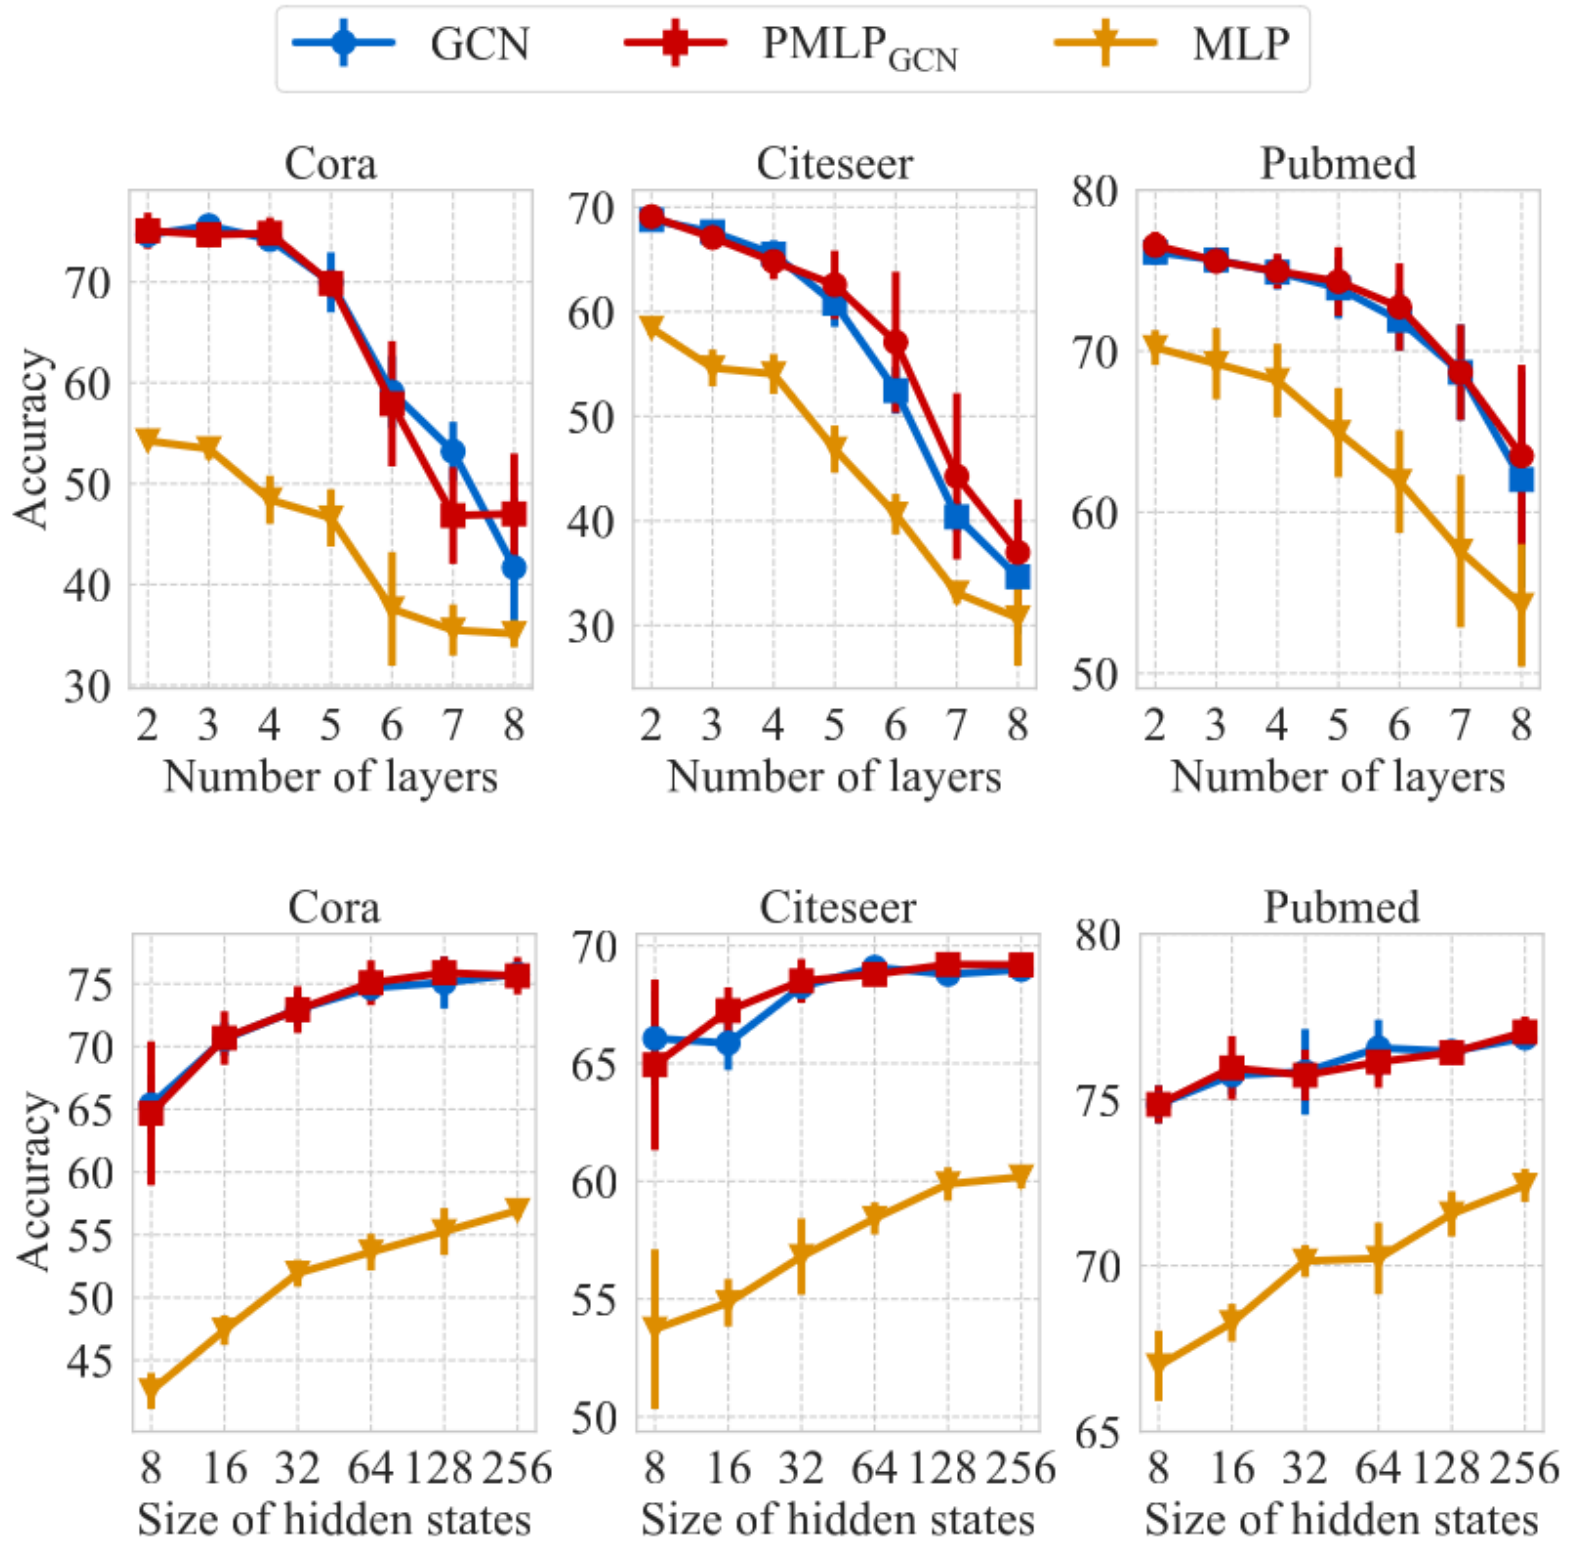 GCN PMLP_GCN MLP
Cora Citeseer Pubmed
Accuracy
70
60
50
40
30
70
60
50
40
30
80
70
60
50
2 3 4 5 6 7 8
2 3 4 5 6 7 8
2 3 4 5 6 7 8
Number of layers Number of layers Number of layers
Cora Citeseer Pubmed
Accuracy
75
70
65
60
55
50
45
70
65
60
55
50
80
75
70
65
8 16 32 64 128 256
8 16 32 64 128 256
8 16 32 64 128 256
Size of hidden states Size of hidden states Size of hidden states